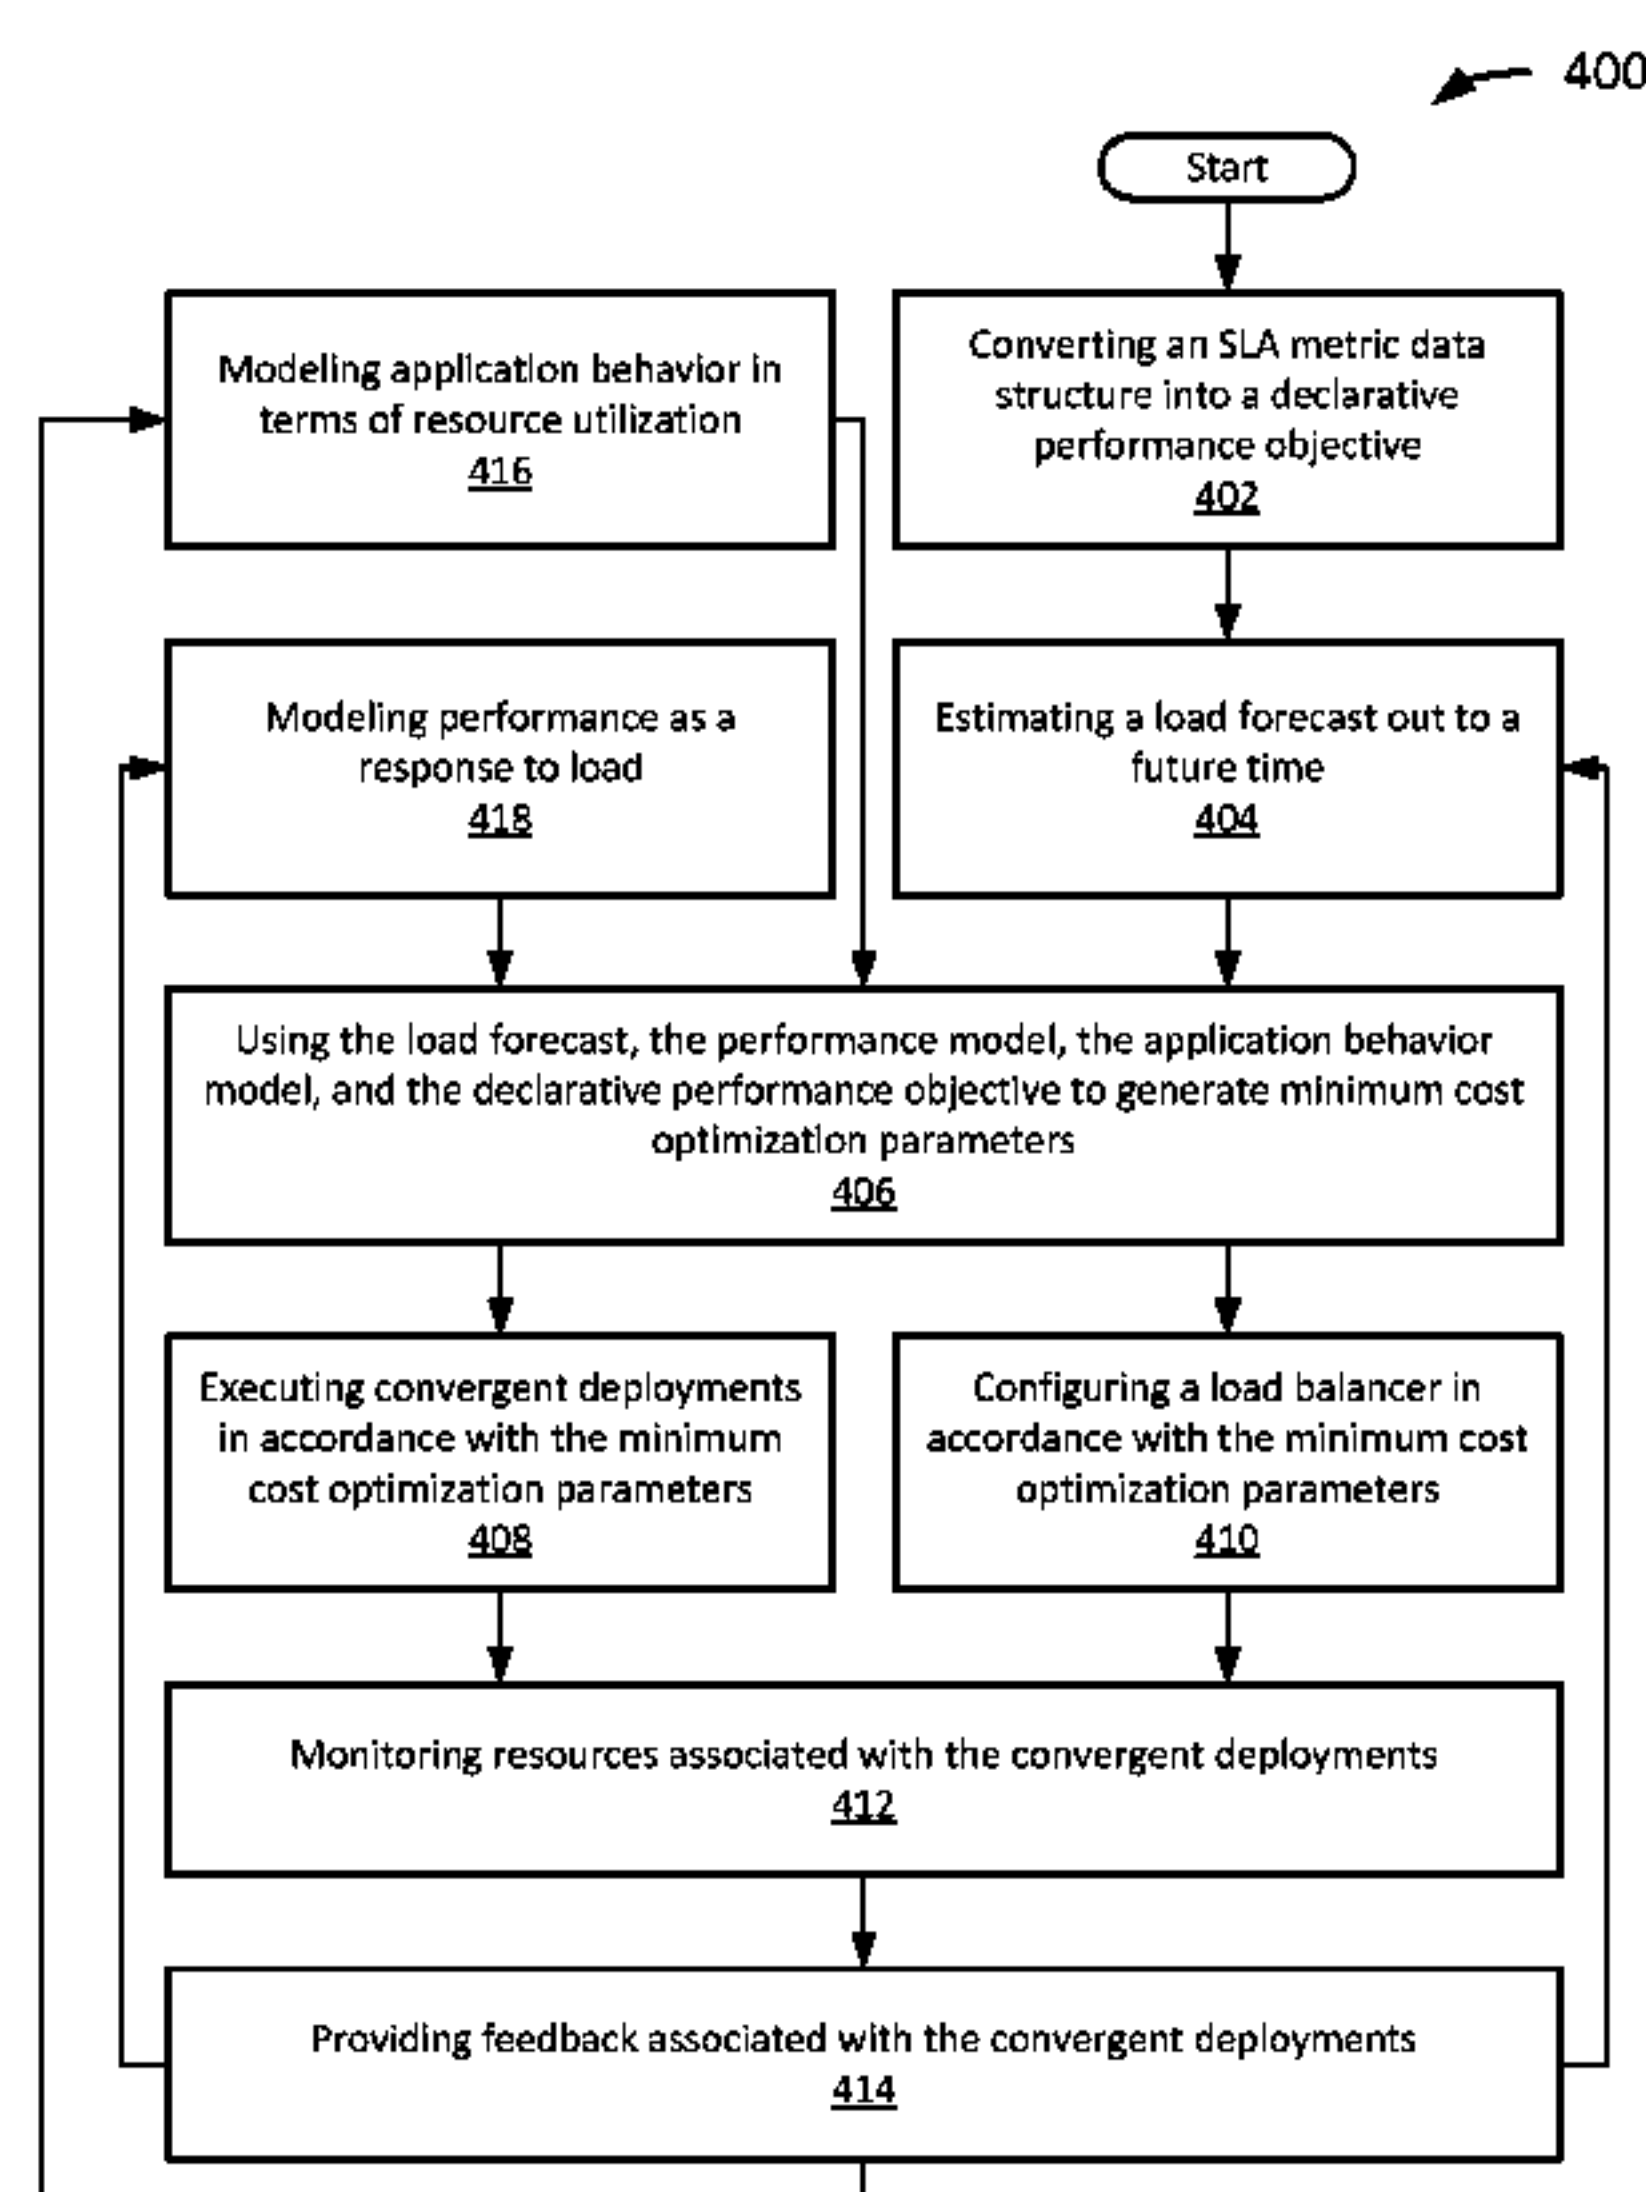 400
Start
Modeling application behavior in
terms of resource utilization
416
Converting an SLA metric data
structure into a declarative
performance objective
402
Modeling performance as a
response to load
418
Estimating a load forecast out to a
future time
404
Using the load forecast, the performance model, the application behavior
model, and the declarative performance objective to generate minimum cost
optimization parameters
406
Executing convergent deployments
in accordance with the minimum
cost optimization parameters
408
Configuring a load balancer in
accordance with the minimum cost
optimization parameters
410
Monitoring resources associated with the convergent deployments
412
Providing feedback associated with the convergent deployments
414